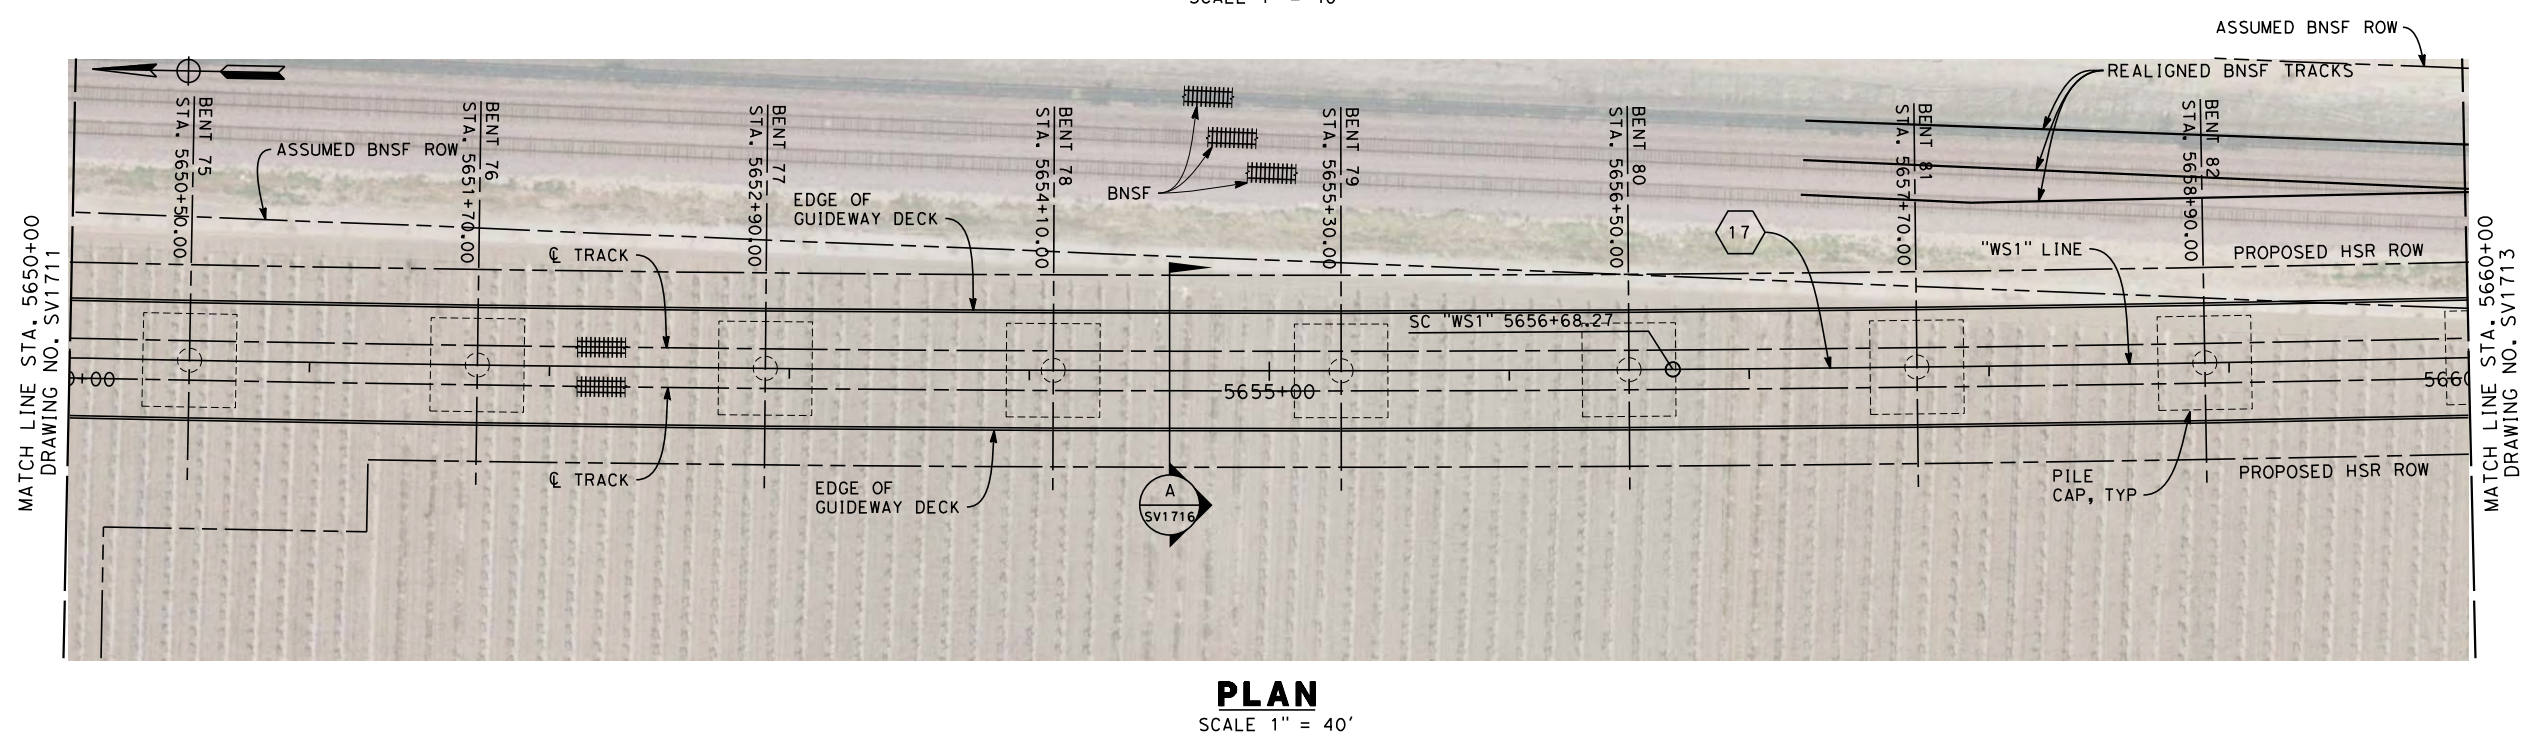 ASSUMED BNSF ROW
REALIGNED BNSF TRACKS
BENT 75
STA. 5650+50.00
BENT 76
STA. 5651+70.00
BENT 77
STA. 5652+90.00
BENT 78
STA. 5654+10.00
BENT 79
STA. 5655+30.00
BENT 80
STA. 5656+50.00
BENT 81
STA. 5657+70.00
BENT 82
STA. 5658+90.00
ASSUMED BNSF ROW
BNSF
EDGE OF
GUIDEWAY DECK
17
℄ TRACK
"WS1" LINE
PROPOSED HSR ROW
MATCH LINE STA. 5650+00
DRAWING NO. SV1711
MATCH LINE STA. 5660+00
DRAWING NO. SV1713
SC "WS1" 5656+68.27
0+00
5655+00
5660
℄ TRACK
EDGE OF
GUIDEWAY DECK
A
SV1716
PILE
CAP, TYP
PROPOSED HSR ROW
PLAN
SCALE 1" = 40'